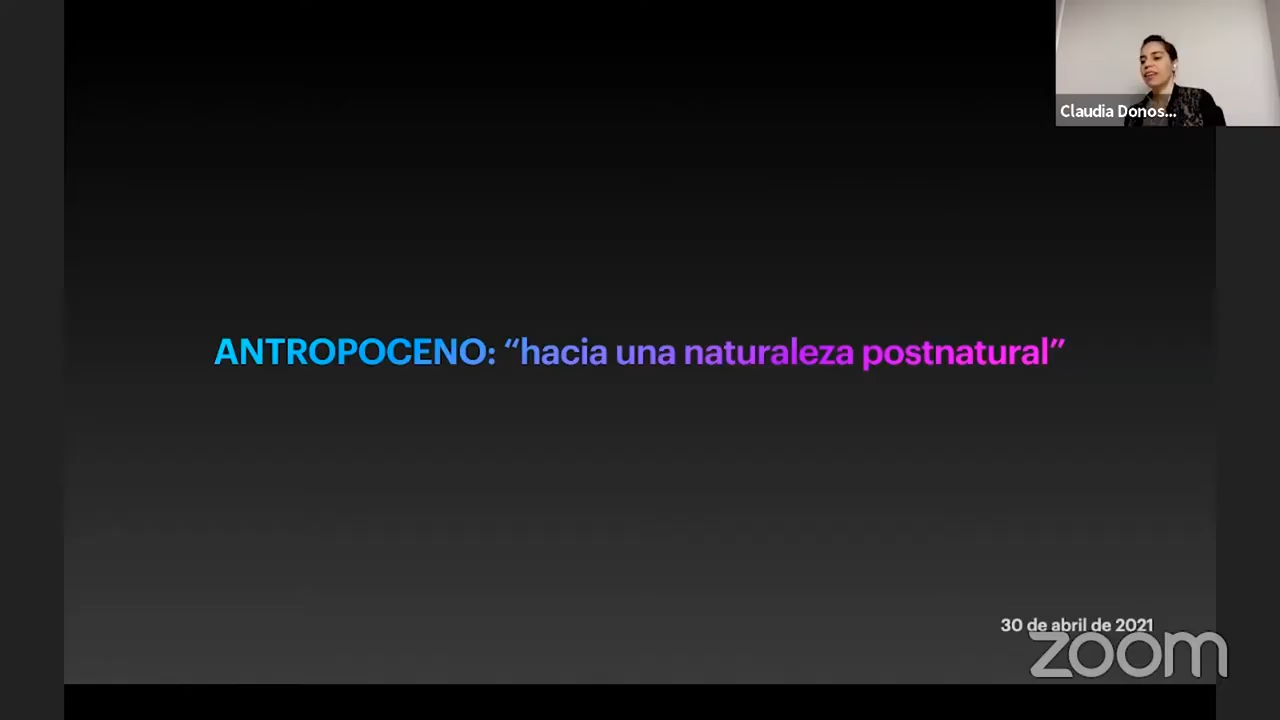 Claudia Donos...
ANTROPOCENO: “hacia una naturaleza postnatural”
30 de abril de 2021
zoom